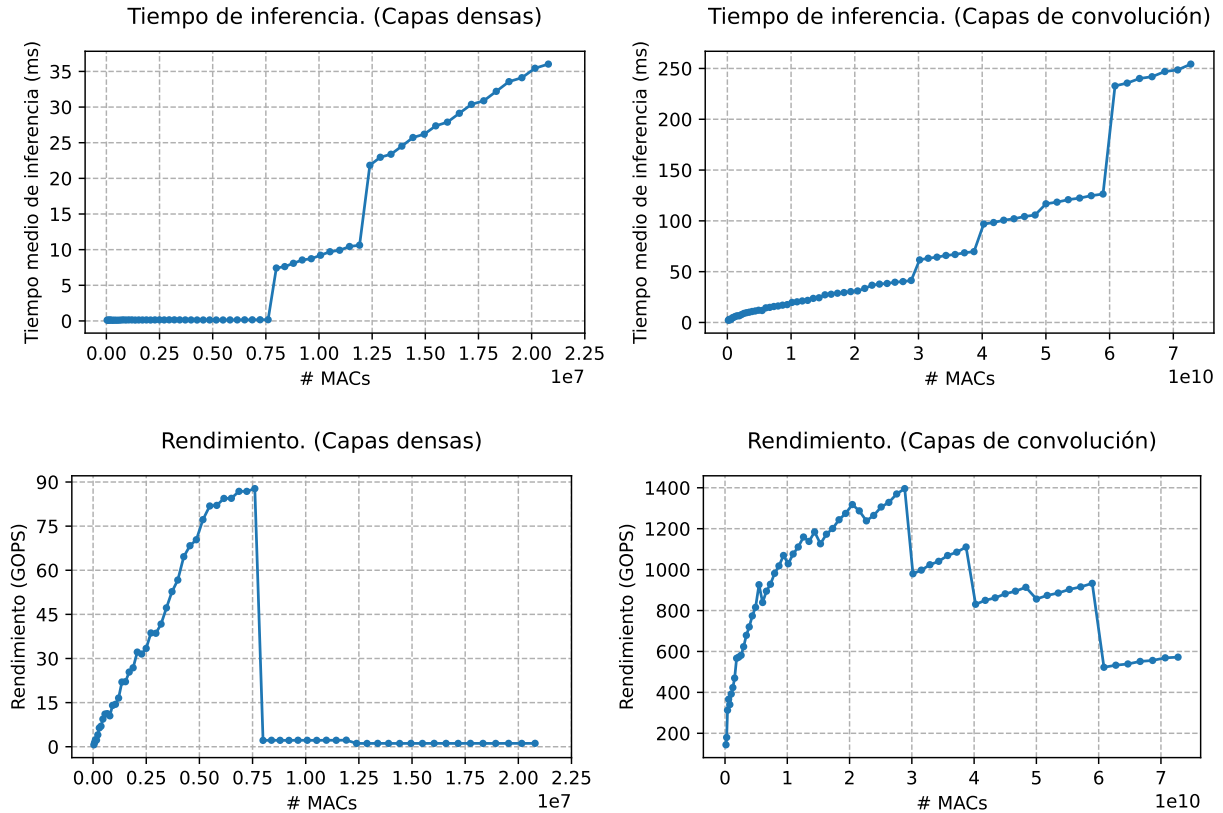 Tiempo de inferencia. (Capas densas)
Tiempo medio de inferencia (ms)
35
30
25
20
15
10
5
0
0.00 0.25 0.50 0.75 1.00 1.25 1.50 1.75 2.00 2.25
# MACs
1e7
Tiempo de inferencia. (Capas de convolución)
Tiempo medio de inferencia (ms)
250
200
150
100
50
0
0 1 2 3 4 5 6 7
# MACs
1e10
Rendimiento. (Capas densas)
Rendimiento (GOPS)
90
75
60
45
30
15
0
0.00 0.25 0.50 0.75 1.00 1.25 1.50 1.75 2.00 2.25
# MACs
1e7
Rendimiento. (Capas de convolución)
Rendimiento (GOPS)
1400
1200
1000
800
600
400
200
0 1 2 3 4 5 6 7
# MACs
1e10